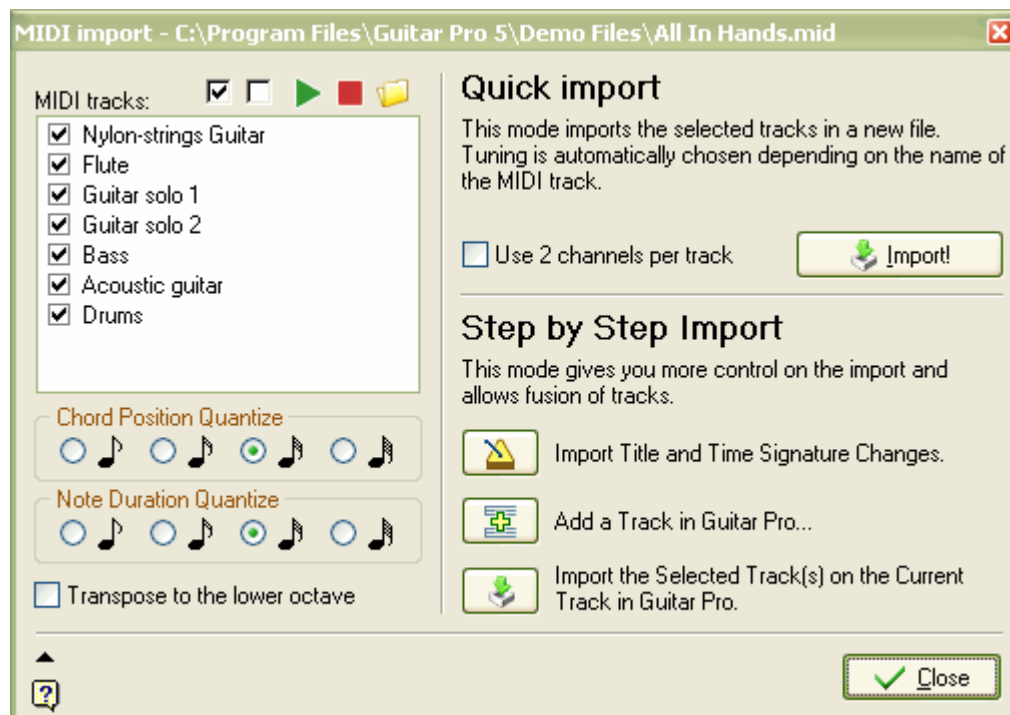 MIDI import - C:\Program Files\Guitar Pro 5\Demo Files\All In Hands.mid
MIDI tracks:
Nylon-strings Guitar
Flute
Guitar solo 1
Guitar solo 2
Bass
Acoustic guitar
Drums
Chord Position Quantize
Note Duration Quantize
Transpose to the lower octave
Quick import
This mode imports the selected tracks in a new file.
Tuning is automatically chosen depending on the name of
the MIDI track.
Use 2 channels per track
Import!
Step by Step Import
This mode gives you more control on the import and
allows fusion of tracks.
Import Title and Time Signature Changes.
Add a Track in Guitar Pro...
Import the Selected Track(s) on the Current
Track in Guitar Pro.
?
Close